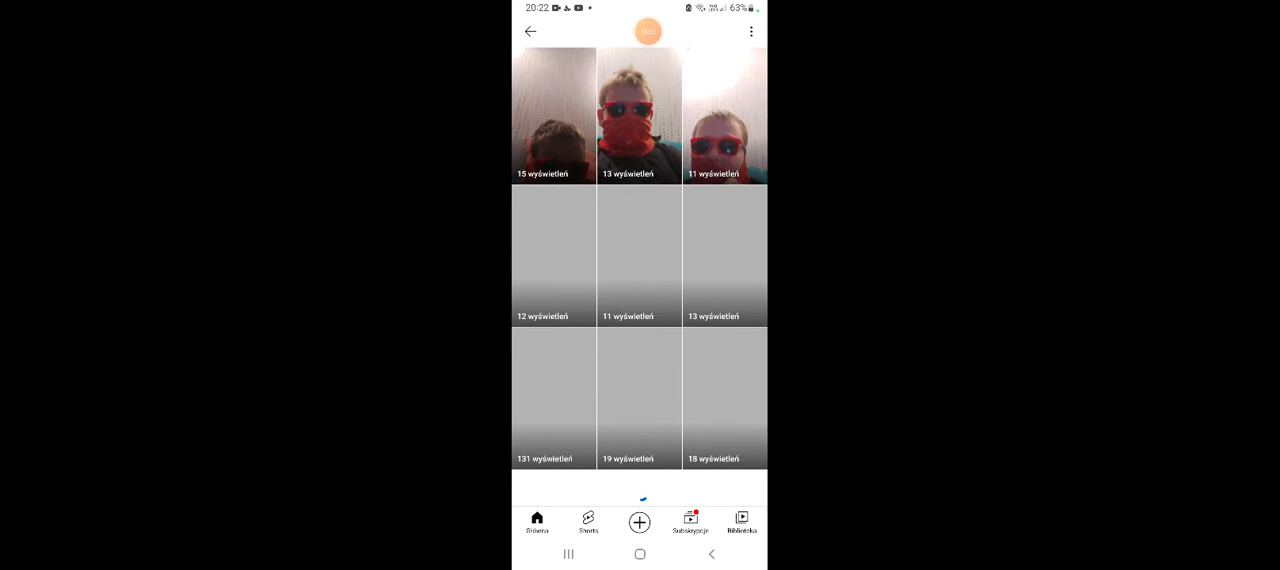 20:22
63%
15 wyświetleń
13 wyświetleń
11 wyświetleń
12 wyświetleń
11 wyświetleń
13 wyświetleń
131 wyświetleń
19 wyświetleń
18 wyświetleń
Główna
Shorts
Subskrypcje
Biblioteka